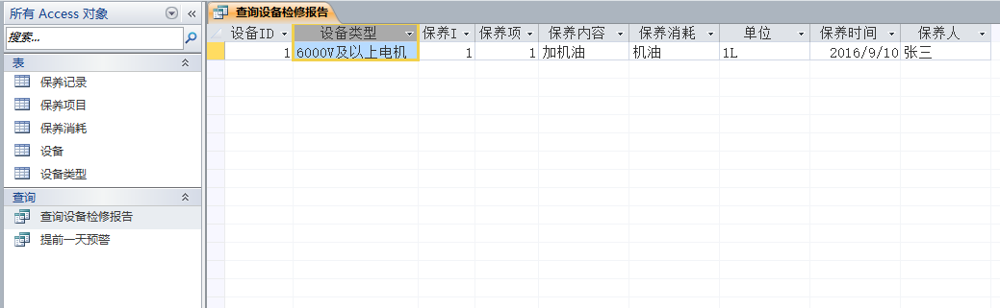 所有 Access 对象
搜索...
表
保养记录
保养项目
保养消耗
设备
设备类型
查询
查询设备检修报告
提前一天预警
查询设备检修报告
设备ID 设备类型 保养I 保养项 保养内容 保养消耗 单位 保养时间 保养人
1 6000V及以上电机 1 1 加机油 机油 1L 2016/9/10 张三